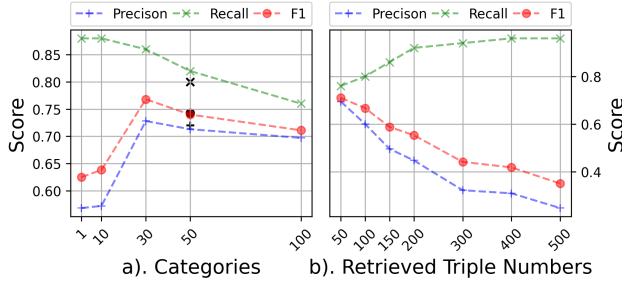 Precison Recall F1
Precison Recall F1
Score
0.85
0.80
0.75
0.70
0.65
0.60
1 10 30 50 100
a). Categories
0.8
0.6
0.4
Score
50 100 150 200 300 400 500
b). Retrieved Triple Numbers